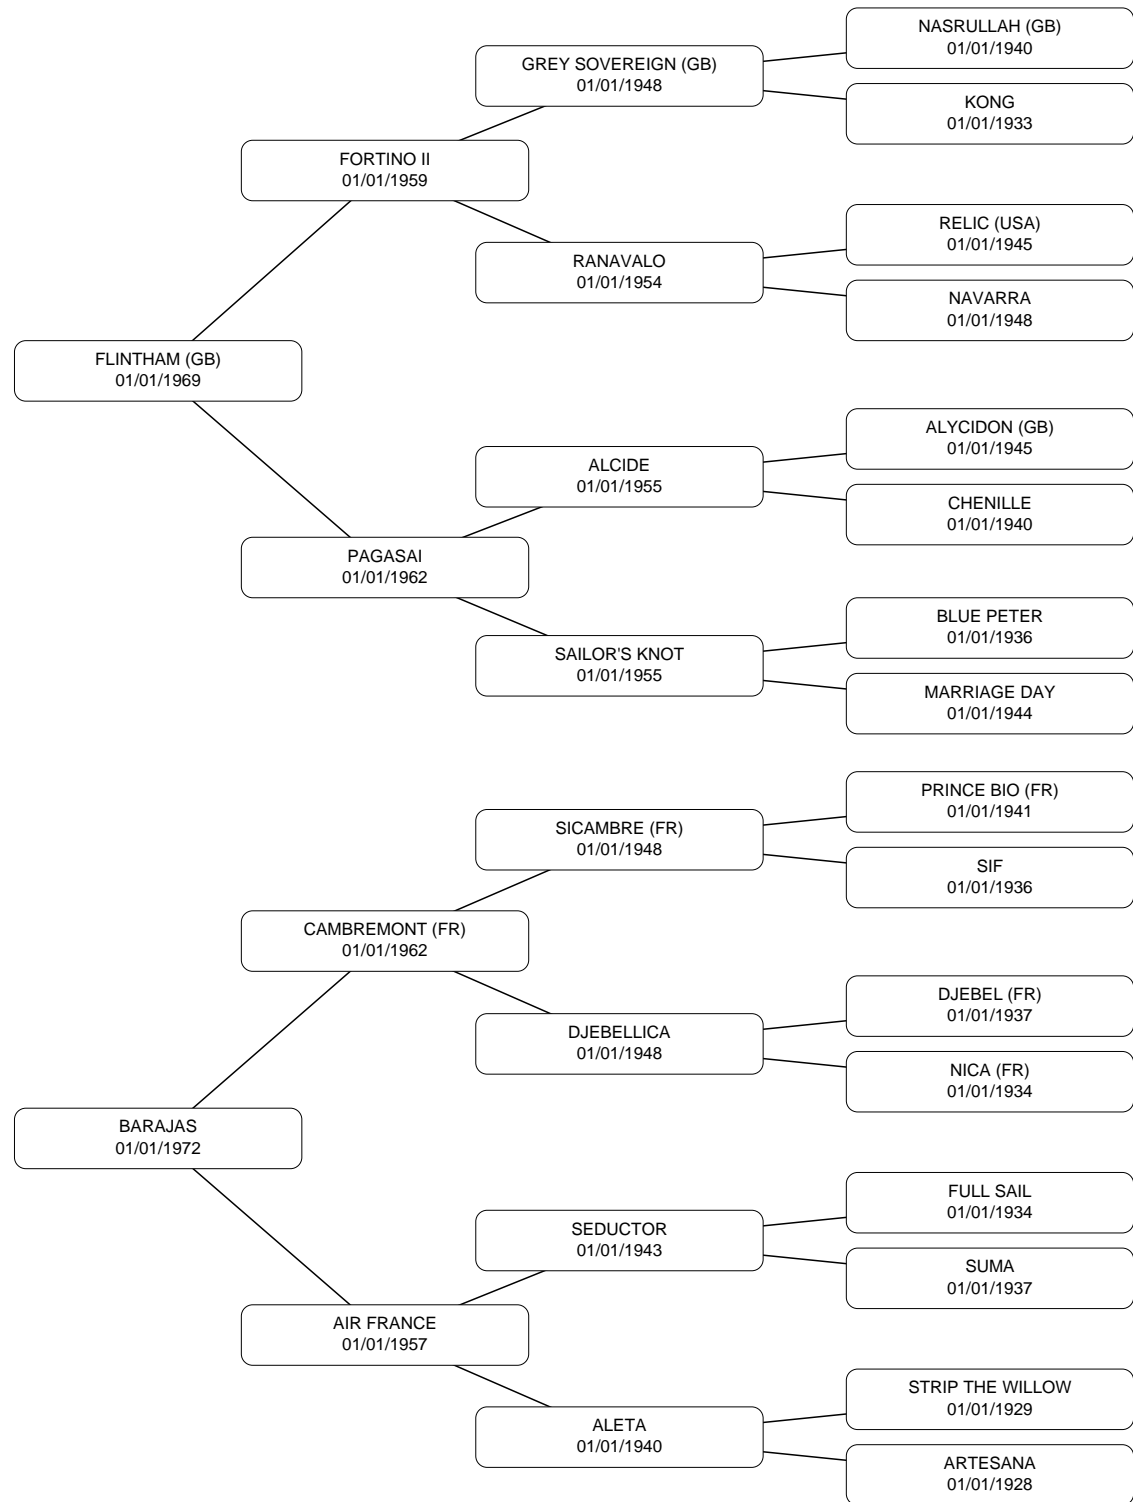 NASRULLAH (GB)
01/01/1940
GREY SOVEREIGN (GB)
01/01/1948
KONG
01/01/1933
FORTINO II
01/01/1959
RELIC (USA)
01/01/1945
RANAVALO
01/01/1954
NAVARRA
01/01/1948
FLINTHAM (GB)
01/01/1969
ALYCIDON (GB)
01/01/1945
ALCIDE
01/01/1955
CHENILLE
01/01/1940
PAGASAI
01/01/1962
BLUE PETER
01/01/1936
SAILOR'S KNOT
01/01/1955
MARRIAGE DAY
01/01/1944
PRINCE BIO (FR)
01/01/1941
SICAMBRE (FR)
01/01/1948
SIF
01/01/1936
CAMBREMONT (FR)
01/01/1962
DJEBEL (FR)
01/01/1937
DJEBELLICA
01/01/1948
NICA (FR)
01/01/1934
BARAJAS
01/01/1972
FULL SAIL
01/01/1934
SEDUCTOR
01/01/1943
SUMA
01/01/1937
AIR FRANCE
01/01/1957
STRIP THE WILLOW
01/01/1929
ALETA
01/01/1940
ARTESANA
01/01/1928